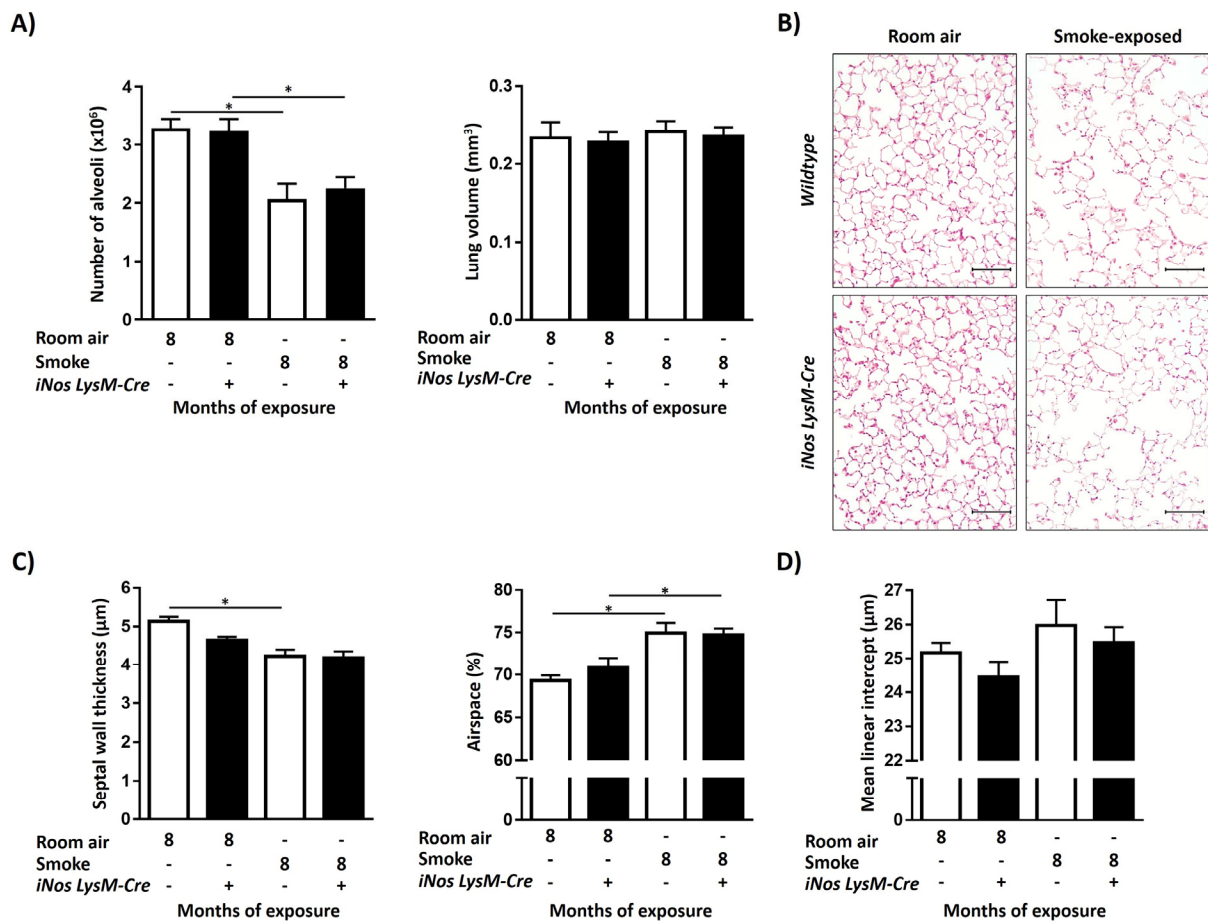 A)
Number of alveoli (x10⁶)
4
3
2
1
0
*
*
Room air 8 8 - -
Smoke - - 8 8
iNos LysM-Cre - + - +
Months of exposure
Lung volume (mm³)
0.3
0.2
0.1
0.0
Room air 8 8 - -
Smoke - - 8 8
iNos LysM-Cre - + - +
Months of exposure
B)
Room air Smoke-exposed
Wildtype
iNos LysM-Cre
C)
Septal wall thickness (µm)
6
5
4
3
2
1
0
*
Room air 8 8 - -
Smoke - - 8 8
iNos LysM-Cre - + - +
Months of exposure
Airspace (%)
80
75
70
65
60
0
*
*
Room air 8 8 - -
Smoke - - 8 8
iNos LysM-Cre - + - +
Months of exposure
D)
Mean linear intercept (µm)
27
26
25
24
23
22
0
Room air 8 8 - -
Smoke - - 8 8
iNos LysM-Cre - + - +
Months of exposure